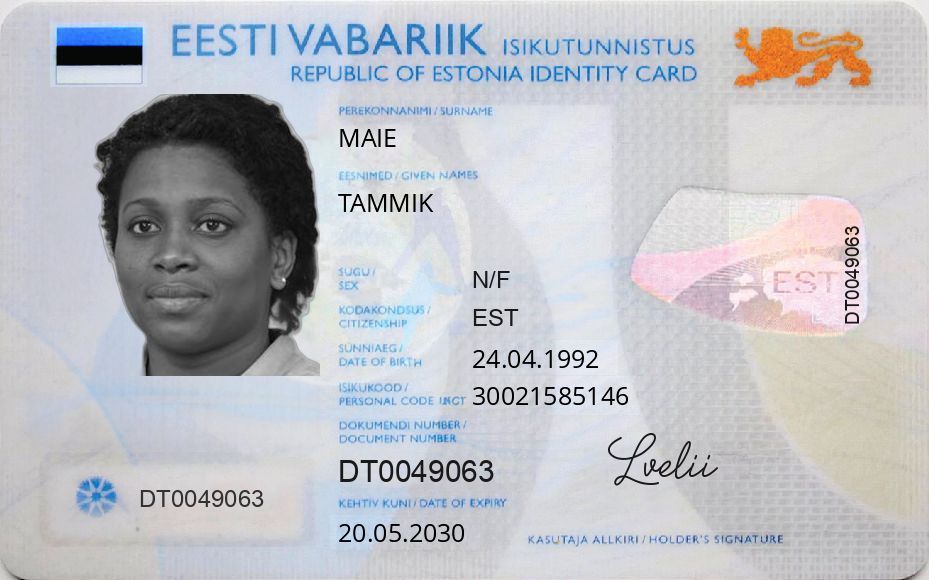 EESTI VABARIIK ISIKUTUNNISTUS
REPUBLIC OF ESTONIA IDENTITY CARD
PEREKONNANIMI / SURNAME
MAIE
EESNIMED / GIVEN NAMES
TAMMIK
SUGU /
SEX
N/F
KODAKONDSUS /
CITIZENSHIP
EST
SÜNNIAEG /
DATE OF BIRTH
24.04.1992
ISIKUKOOD /
PERSONAL CODE
30021585146
DOKUMENDI NUMBER /
DOCUMENT NUMBER
DT0049063
KEHTIV KUNI / DATE OF EXPIRY
20.05.2030
DT0049063
EST
DT0049063
Lvelii
KASUTAJA ALLKIRI / HOLDER'S SIGNATURE